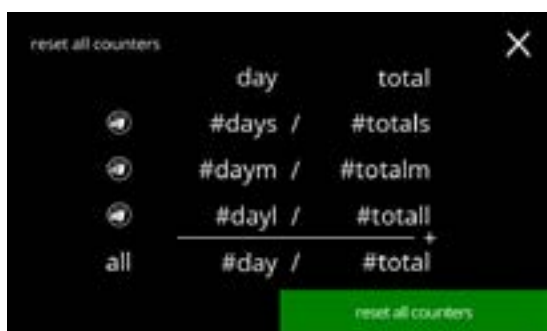 reset all counters
day total
#days / #totals
#daym / #totalm
#dayl / #totall
+
all #day / #total
reset all counters